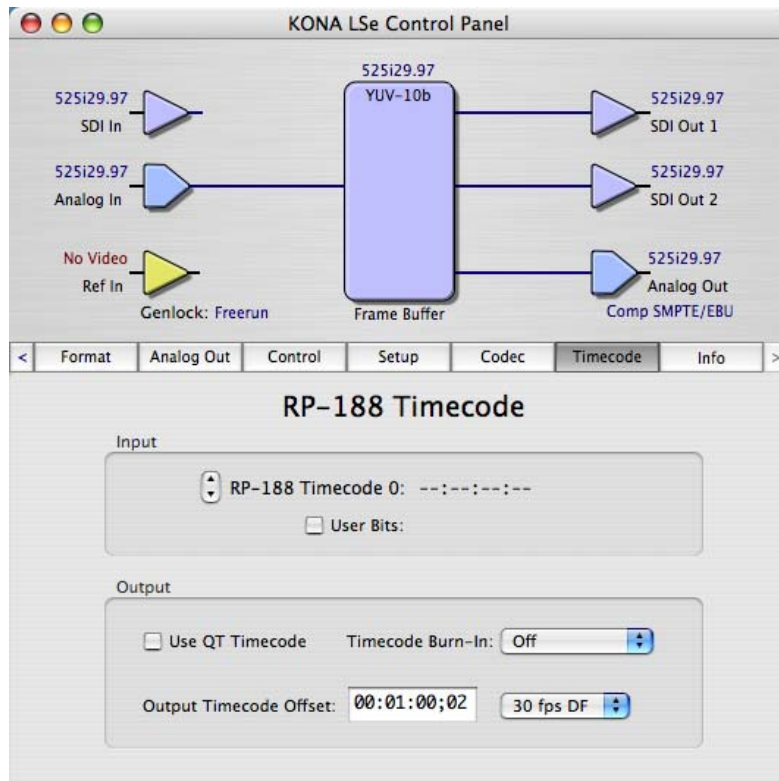 KONA LSe Control Panel
525i29.97
YUV-10b
525i29.97
SDI In
525i29.97
SDI Out 1
525i29.97
Analog In
525i29.97
SDI Out 2
No Video
Ref In
Genlock: Freerun
Frame Buffer
525i29.97
Analog Out
Comp SMPTE/EBU
< Format Analog Out Control Setup Codec Timecode Info >
RP-188 Timecode
Input
RP-188 Timecode 0: --:--:--:--
User Bits:
Output
Use QT Timecode Timecode Burn-In: Off
Output Timecode Offset: 00:01:00;02 30 fps DF